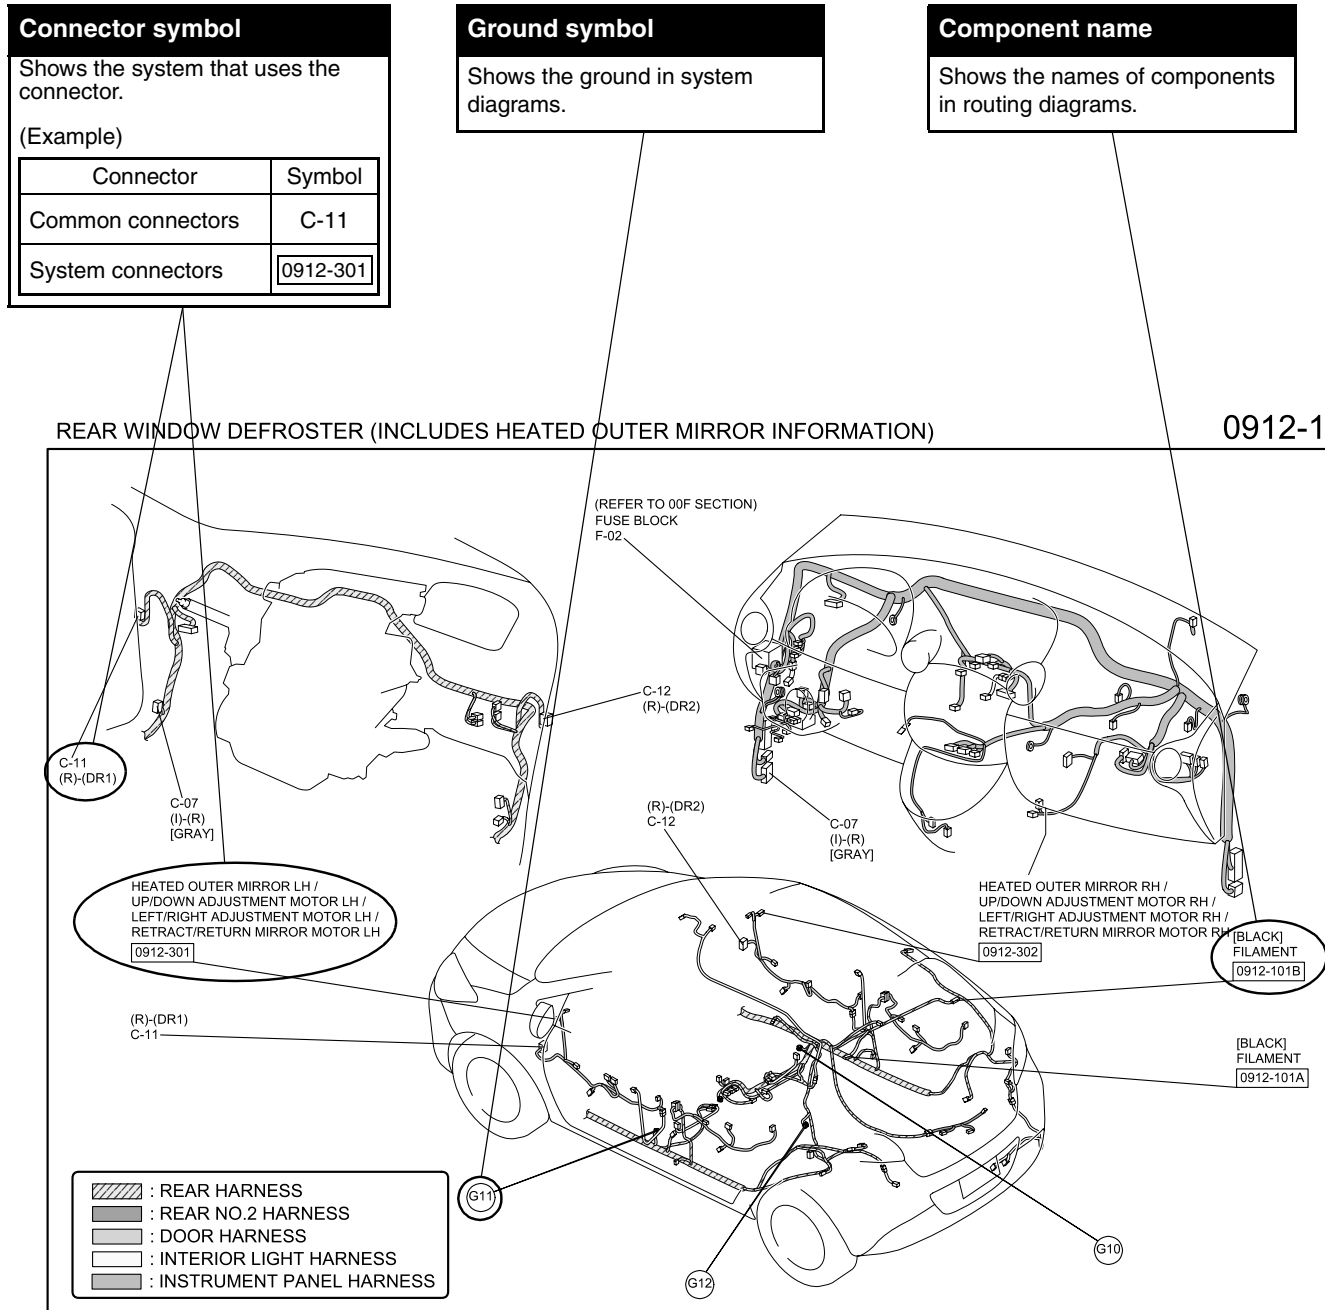 Connector symbol
Shows the system that uses the
connector.
(Example)
Connector Symbol
Common connectors C-11
System connectors 0912-301
Ground symbol
Shows the ground in system
diagrams.
Component name
Shows the names of components
in routing diagrams.
REAR WINDOW DEFROSTER (INCLUDES HEATED OUTER MIRROR INFORMATION) 0912-1
(REFER TO 00F SECTION)
FUSE BLOCK
F-02
C-12
(R)-(DR2)
C-11
(R)-(DR1)
C-07
(I)-(R)
[GRAY]
(R)-(DR2)
C-12
C-07
(I)-(R)
[GRAY]
HEATED OUTER MIRROR LH /
UP/DOWN ADJUSTMENT MOTOR LH /
LEFT/RIGHT ADJUSTMENT MOTOR LH /
RETRACT/RETURN MIRROR MOTOR LH
0912-301
HEATED OUTER MIRROR RH /
UP/DOWN ADJUSTMENT MOTOR RH /
LEFT/RIGHT ADJUSTMENT MOTOR RH /
RETRACT/RETURN MIRROR MOTOR RH
0912-302
[BLACK]
FILAMENT
0912-101B
(R)-(DR1)
C-11
[BLACK]
FILAMENT
0912-101A
: REAR HARNESS
: REAR NO.2 HARNESS
: DOOR HARNESS
: INTERIOR LIGHT HARNESS
: INSTRUMENT PANEL HARNESS
G11
G12
G10